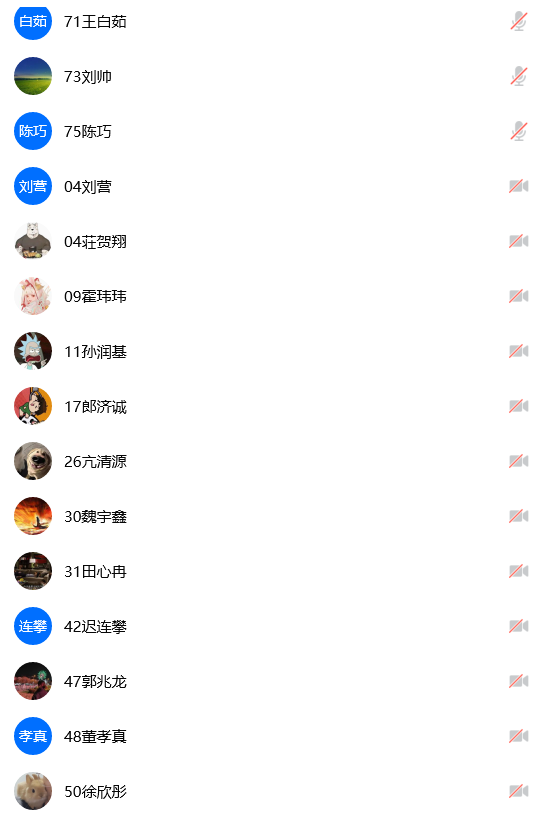 白茹 71王白茹
73刘帅
陈巧 75陈巧
刘营 04刘营
04荘贺翔
09霍玮玮
11孙润基
17郎济诚
26亢清源
30魏宇鑫
31田心冉
连攀 42迟连攀
47郭兆龙
孝真 48董孝真
50徐欣彤